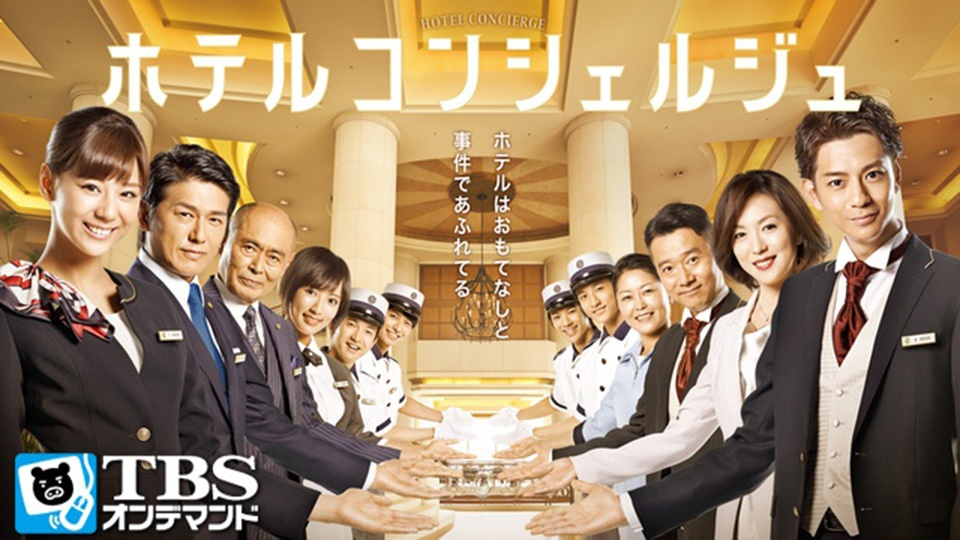 HOTEL CONCIERGE
ホテルコンシェルジュ
ホテルはおもてなしと
事件であふれてる
TBS
オンデマンド